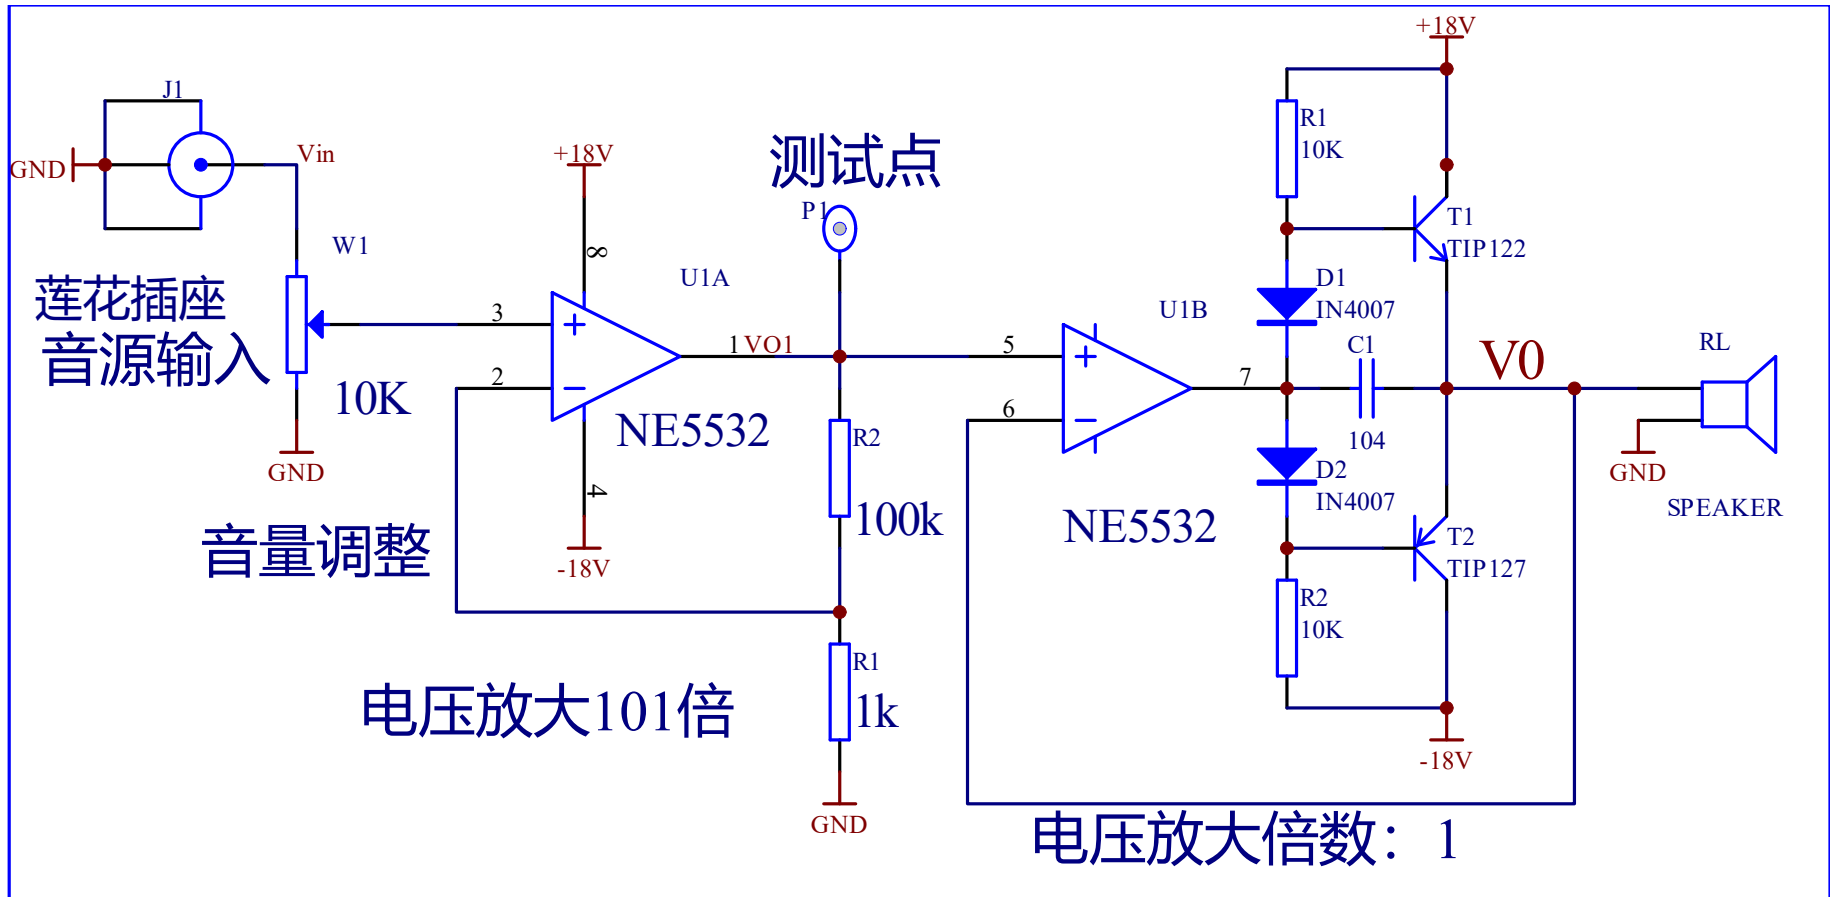 J1
GND
Vin
莲花插座
音源输入
W1
10K
GND
音量调整
+18V
8
3
2
4
-18V
U1A
NE5532
1
VO1
测试点
P1
R2
100k
R1
1k
GND
电压放大101倍
5
6
7
U1B
NE5532
+18V
R1
10K
T1
TIP122
D1
IN4007
C1
104
V0
D2
IN4007
T2
TIP127
R2
10K
-18V
RL
GND
SPEAKER
电压放大倍数：1